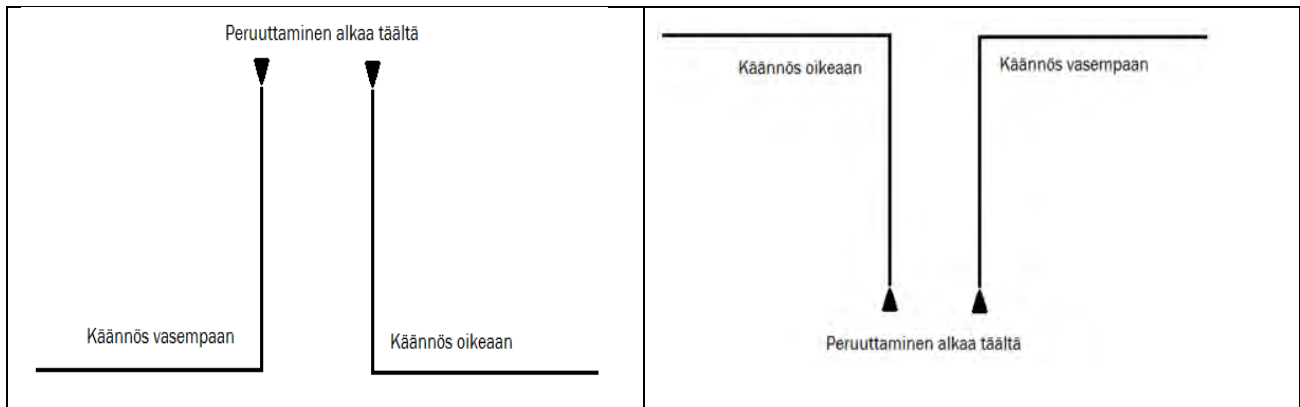 Peruuttaminen alkaa täältä
Käännös vasempaan
Käännös oikeaan
Käännös oikeaan
Käännös vasempaan
Peruuttaminen alkaa täältä